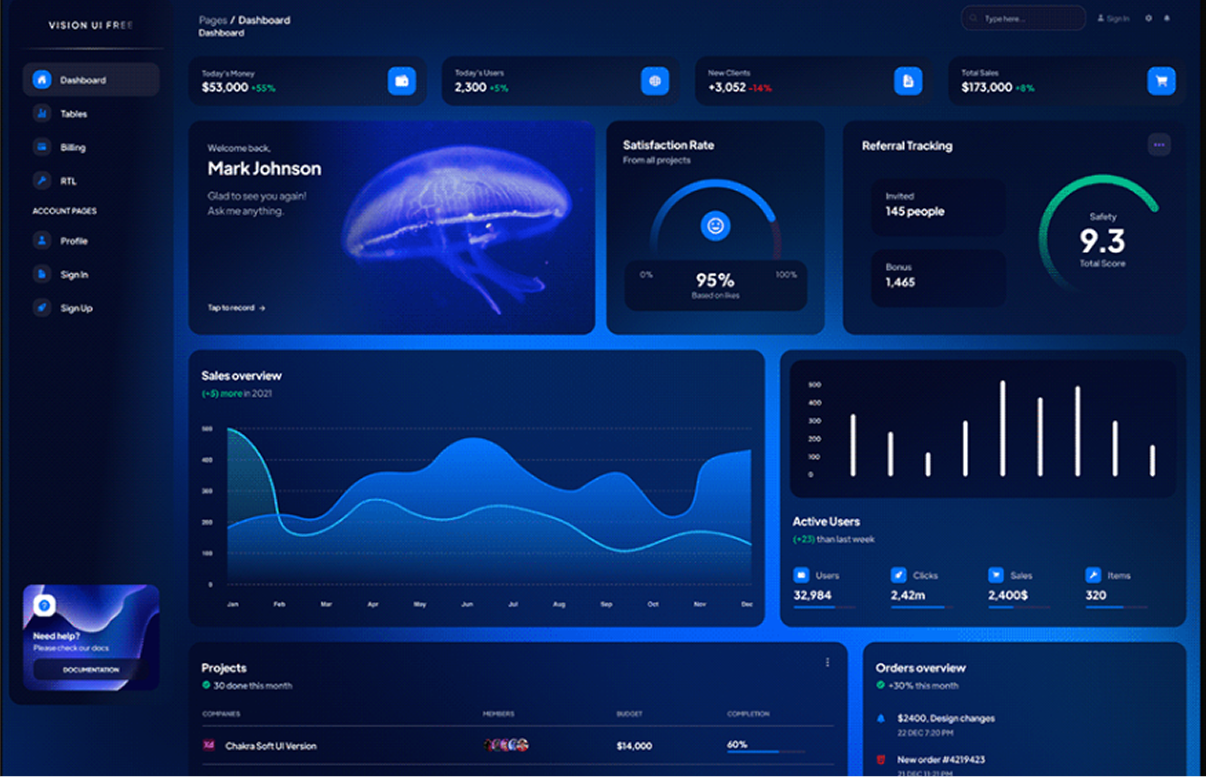 VISION UI FREE
Pages / Dashboard
Dashboard
Type here...
Sign In
Dashboard
Tables
Billing
RTL
ACCOUNT PAGES
Profile
Sign In
Sign Up
Need help?
Please check our docs
DOCUMENTATION
Today's Money
$53,000 +55%
Today's Users
2,300 +5%
New Clients
+3,052 -14%
Total Sales
$173,000 +8%
Welcome back,
Mark Johnson
Glad to see you again!
Ask me anything.
Tap to record →
Satisfaction Rate
From all projects
0%
95%
100%
Based on likes
Referral Tracking
Invited
145 people
Bonus
1,465
Safety
9.3
Total Score
Sales overview
(+5) more in 2021
500
400
300
200
100
0
Jan Feb Mar Apr May Jun Jul Aug Sep Oct Nov Dec
500
400
300
200
100
0
Active Users
(+23) than last week
Users
32,984
Clicks
2,42m
Sales
2,400$
Items
320
Projects
30 done this month
COMPANIES MEMBERS BUDGET COMPLETION
Xd Chakra Soft UI Version $14,000 60%
Orders overview
+30% this month
$2400, Design changes
22 DEC 7:20 PM
New order #4219423
21 DEC 11:21 PM